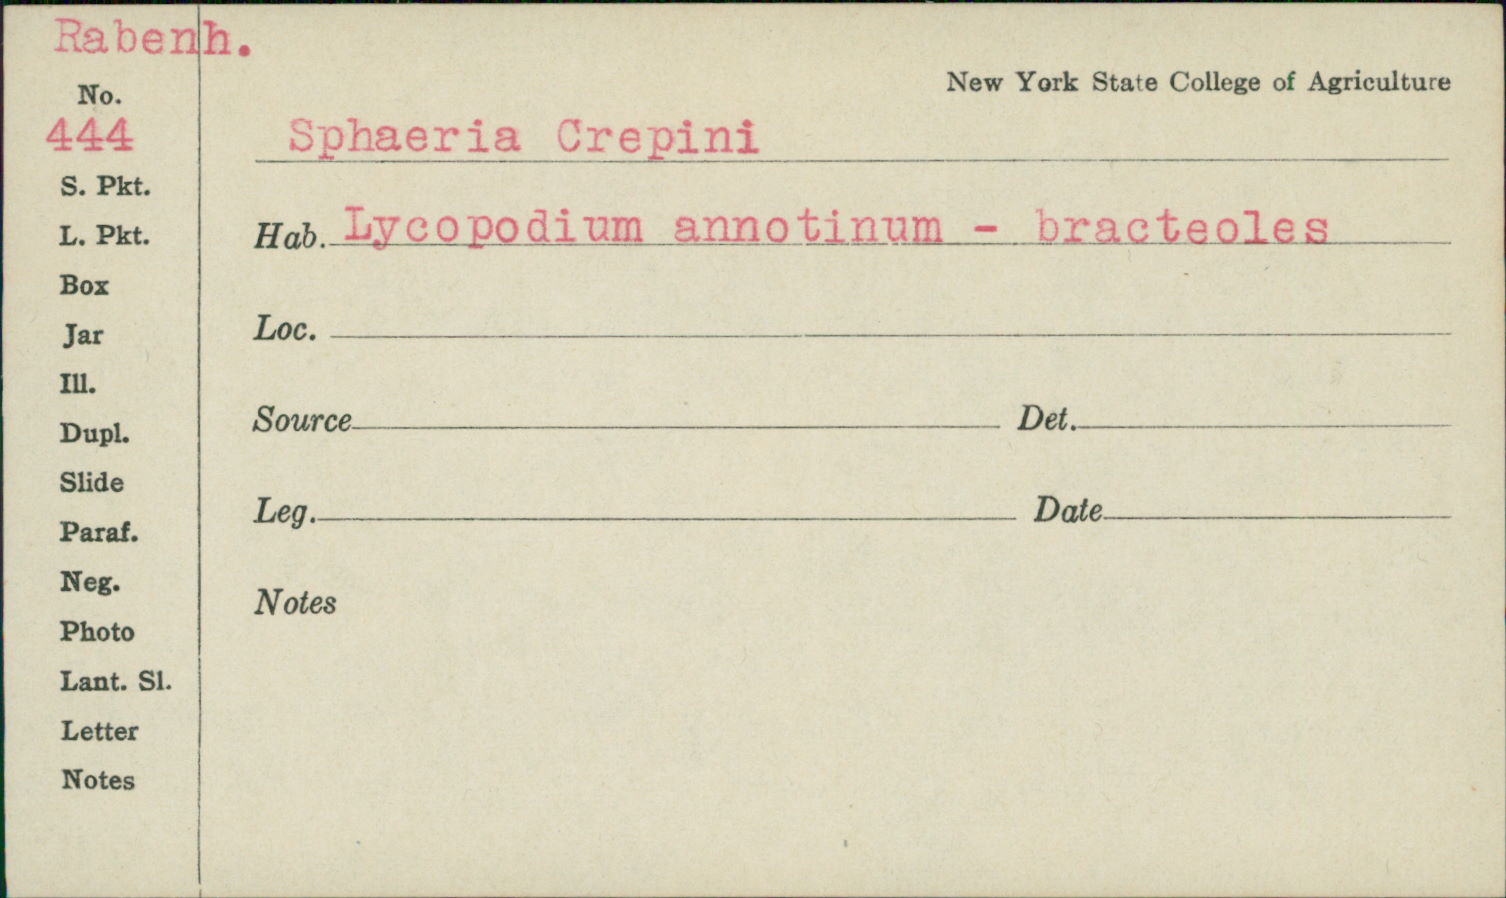 Rabenh.
New York State College of Agriculture
No.
444
Sphaeria Crepini
S. Pkt.
L. Pkt.
Hab. Lycopodium annotinum - bracteoles
Box
Jar
Loc.
Ill.
Dupl.
Source Det.
Slide
Paraf.
Leg. Date
Neg.
Notes
Photo
Lant. Sl.
Letter
Notes